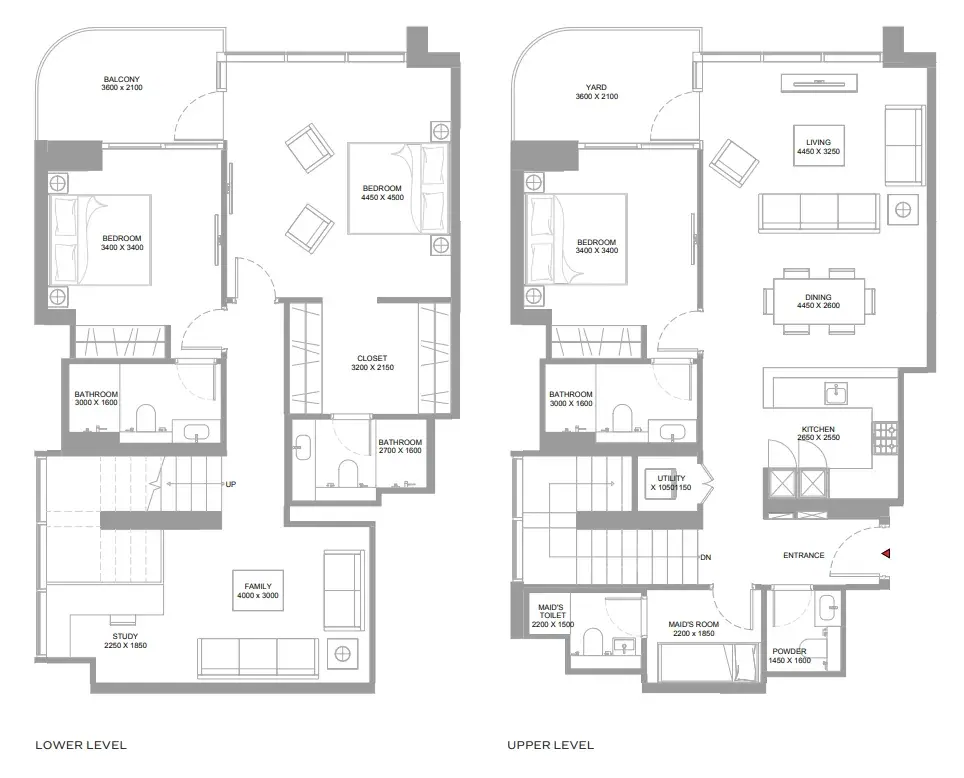 BALCONY
3600 x 2100
BEDROOM
4450 X 4500
BEDROOM
3400 X 3400
CLOSET
3200 X 2150
BATHROOM
3000 X 1600
BATHROOM
2700 X 1600
UP
FAMILY
4000 x 3000
STUDY
2250 X 1850
LOWER LEVEL
YARD
3600 X 2100
LIVING
4450 X 3250
BEDROOM
3400 X 3400
DINING
4450 X 2600
BATHROOM
3000 X 1600
KITCHEN
2650 X 2550
UTILITY
X 10501150
DN
ENTRANCE
MAID'S
TOILET
2200 X 1500
MAID'S ROOM
2200 x 1850
POWDER
1450 X 1600
UPPER LEVEL